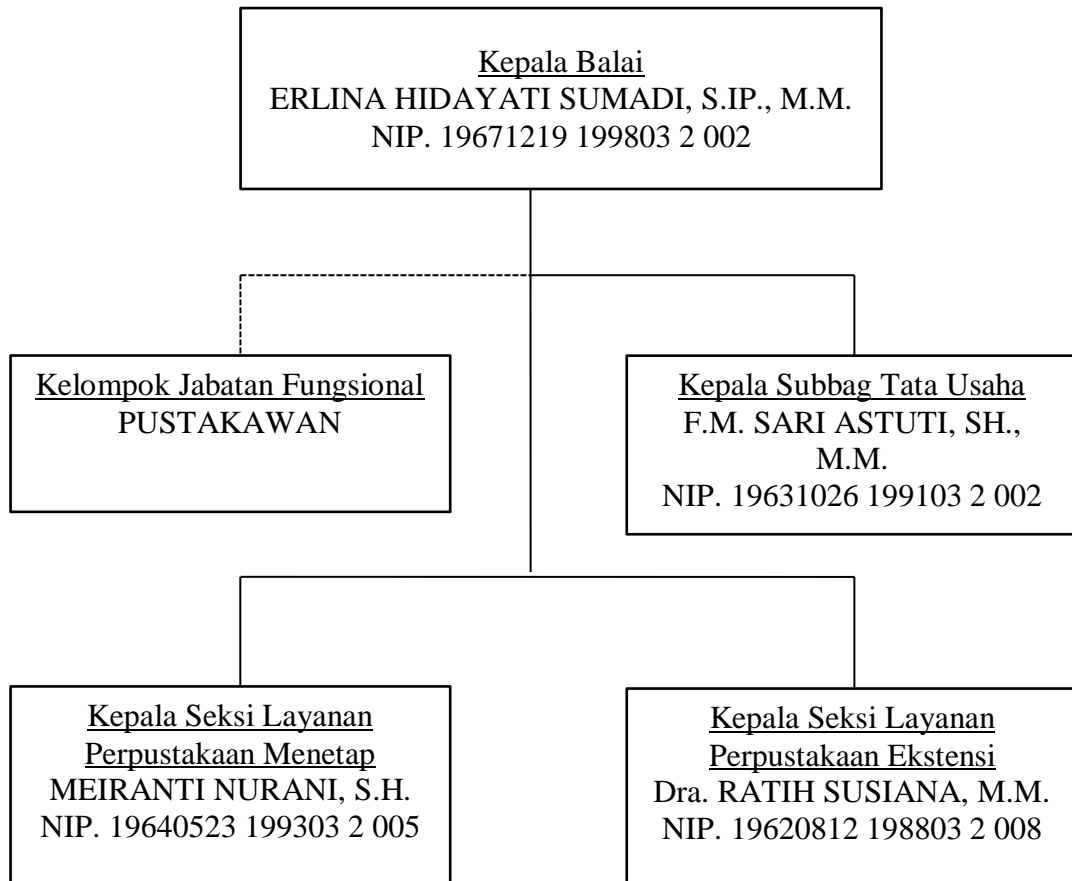 Kepala Balai
ERLINA HIDAYATI SUMADI, S.IP., M.M.
NIP. 19671219 199803 2 002
Kelompok Jabatan Fungsional
PUSTAKAWAN
Kepala Subbag Tata Usaha
F.M. SARI ASTUTI, SH.,
M.M.
NIP. 19631026 199103 2 002
Kepala Seksi Layanan
Perpustakaan Menetap
MEIRANTI NURANI, S.H.
NIP. 19640523 199303 2 005
Kepala Seksi Layanan
Perpustakaan Ekstensi
Dra. RATIH SUSIANA, M.M.
NIP. 19620812 198803 2 008